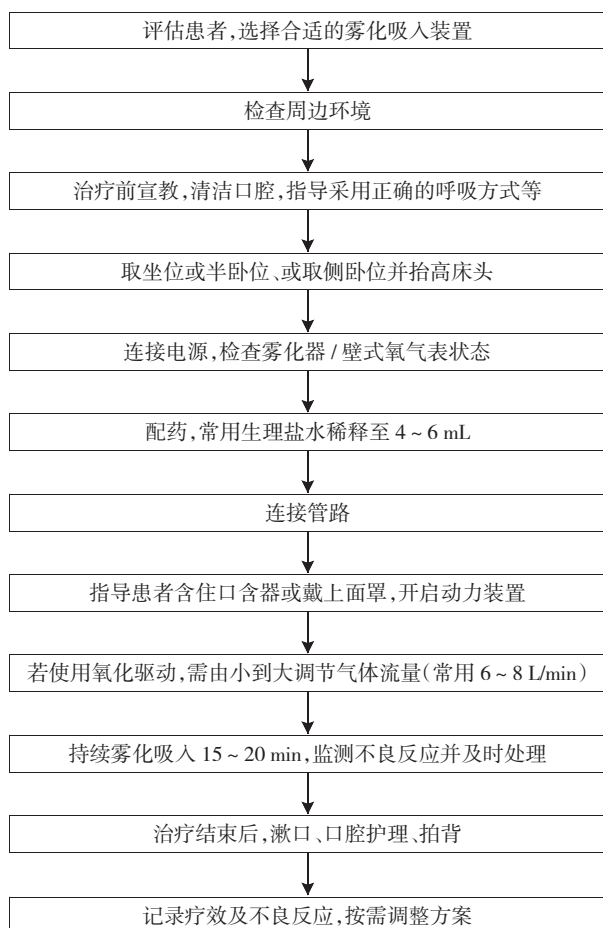 评估患者,选择合适的雾化吸入装置
检查周边环境
治疗前宣教,清洁口腔,指导采用正确的呼吸方式等
取坐位或半卧位、或取侧卧位并抬高床头
连接电源,检查雾化器 / 壁式氧气表状态
配药,常用生理盐水稀释至 4 ~ 6 mL
连接管路
指导患者含住口含器或戴上面罩,开启动力装置
若使用氧化驱动,需由小到大调节气体流量(常用 6 ~ 8 L/min)
持续雾化吸入 15 ~ 20 min,监测不良反应并及时处理
治疗结束后,漱口、口腔护理、拍背
记录疗效及不良反应,按需调整方案